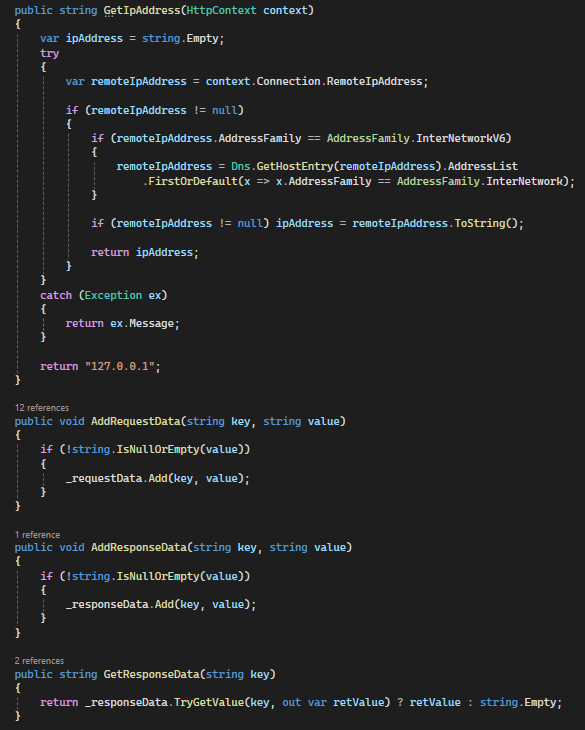 public string GetIpAddress(HttpContext context)
{
    var ipAddress = string.Empty;
    try
    {
        var remoteIpAddress = context.Connection.RemoteIpAddress;

        if (remoteIpAddress != null)
        {
            if (remoteIpAddress.AddressFamily == AddressFamily.InterNetworkV6)
            {
                remoteIpAddress = Dns.GetHostEntry(remoteIpAddress).AddressList
                    .FirstOrDefault(x => x.AddressFamily == AddressFamily.InterNetwork);
            }

            if (remoteIpAddress != null) ipAddress = remoteIpAddress.ToString();

            return ipAddress;
        }
    }
    catch (Exception ex)
    {
        return ex.Message;
    }

    return "127.0.0.1";
}

12 references
public void AddRequestData(string key, string value)
{
    if (!string.IsNullOrEmpty(value))
    {
        _requestData.Add(key, value);
    }
}

1 reference
public void AddResponseData(string key, string value)
{
    if (!string.IsNullOrEmpty(value))
    {
        _responseData.Add(key, value);
    }
}

2 references
public string GetResponseData(string key)
{
    return _responseData.TryGetValue(key, out var retValue) ? retValue : string.Empty;
}